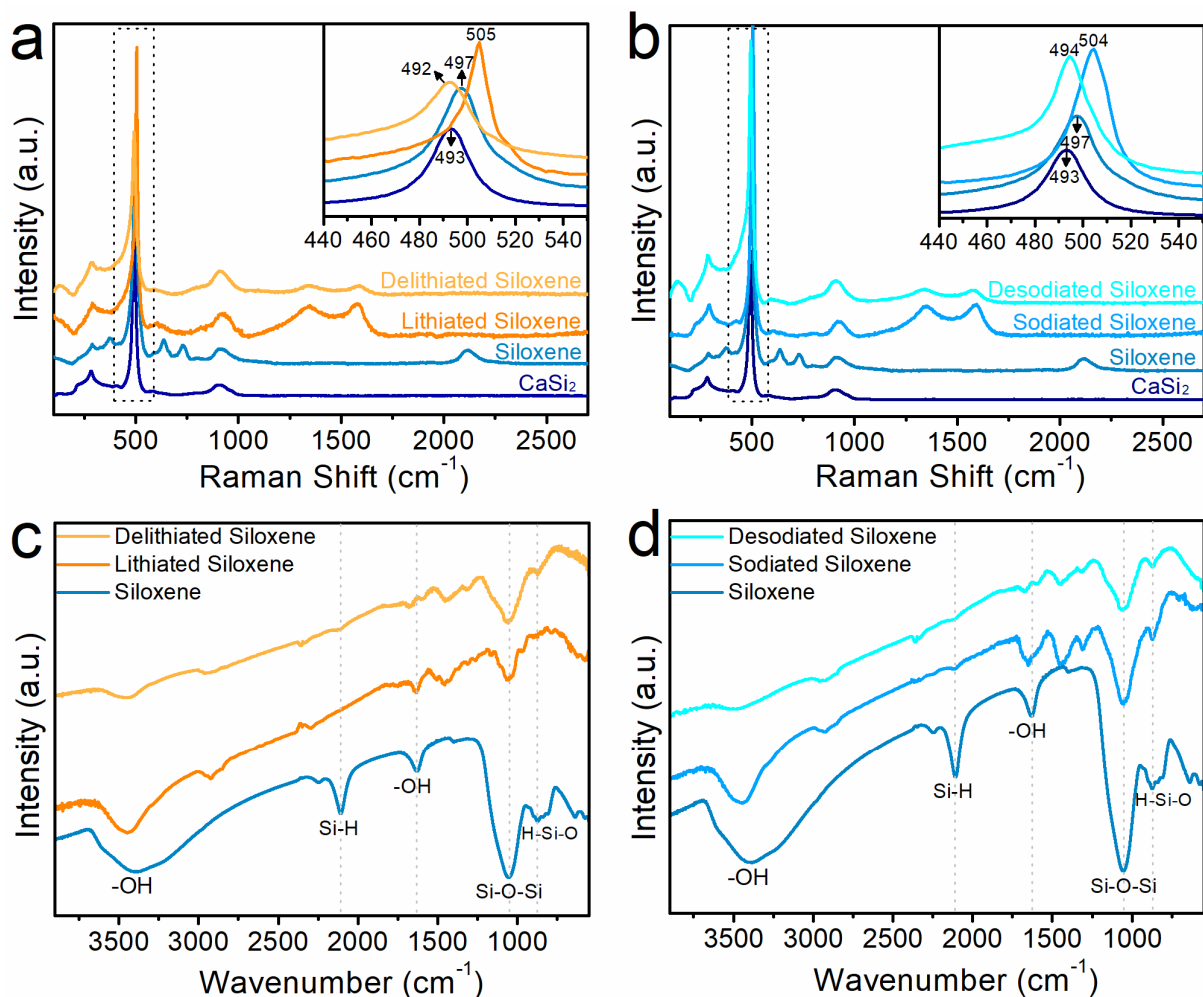 a
Intensity (a.u.)
505
497
492
493
440 460 480 500 520 540
Delithiated Siloxene
Lithiated Siloxene
Siloxene
CaSi₂
500 1000 1500 2000 2500
Raman Shift (cm⁻¹)
b
Intensity (a.u.)
504
494
497
493
440 460 480 500 520 540
Desodiated Siloxene
Sodiated Siloxene
Siloxene
CaSi₂
500 1000 1500 2000 2500
Raman Shift (cm⁻¹)
c
Intensity (a.u.)
Delithiated Siloxene
Lithiated Siloxene
Siloxene
-OH
Si-H
-OH
H-Si-O
Si-O-Si
3500 3000 2500 2000 1500 1000
Wavenumber (cm⁻¹)
d
Intensity (a.u.)
Desodiated Siloxene
Sodiated Siloxene
Siloxene
-OH
Si-H
-OH
H-Si-O
Si-O-Si
3500 3000 2500 2000 1500 1000
Wavenumber (cm⁻¹)